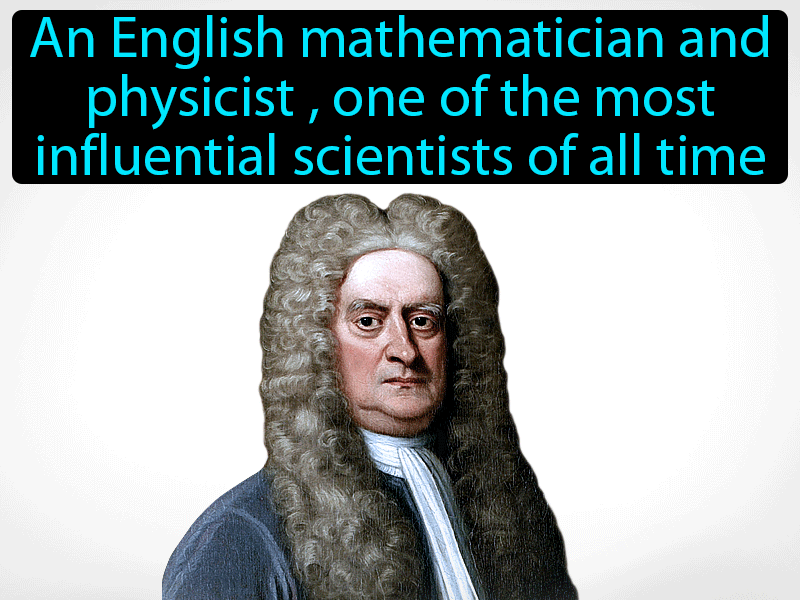 An English mathematician and
physicist , one of the most
influential scientists of all time